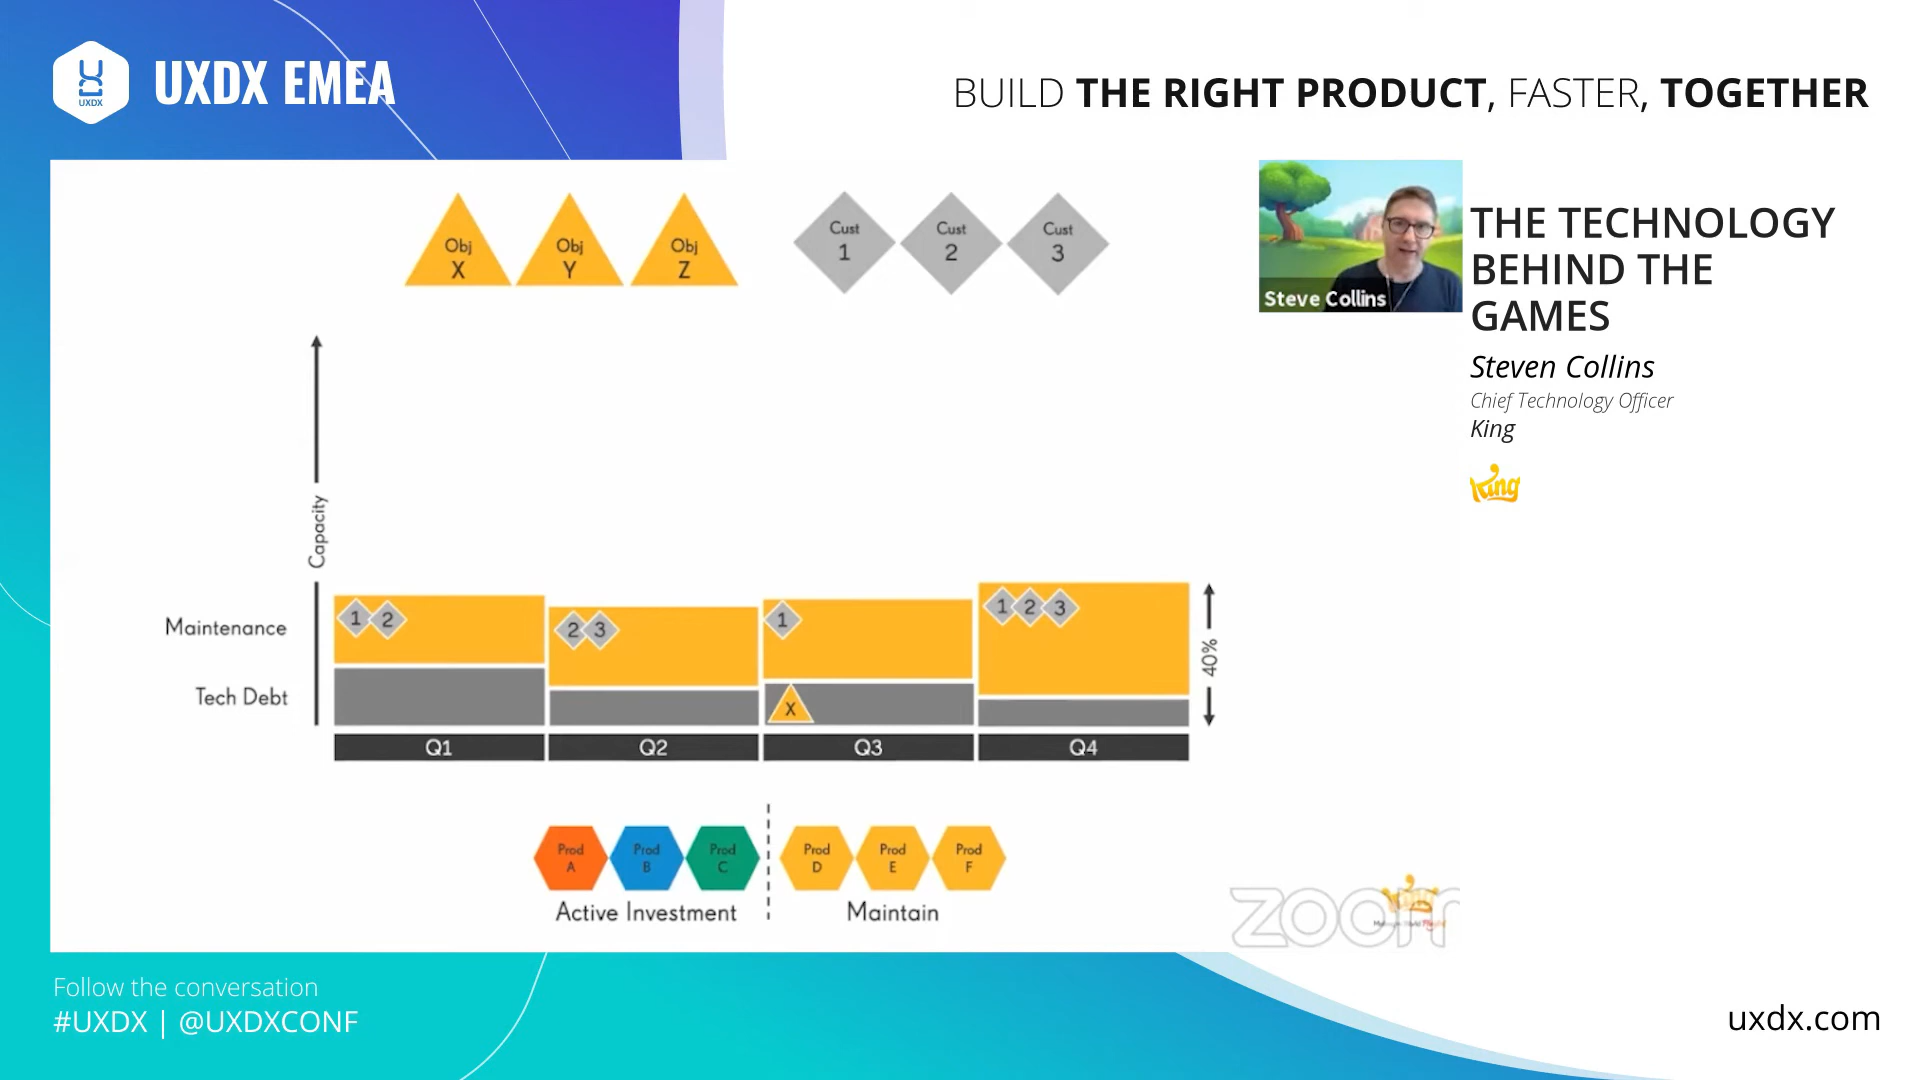 UXDX
UXDX EMEA
BUILD THE RIGHT PRODUCT, FASTER, TOGETHER
Obj
X
Obj
Y
Obj
Z
Cust
1
Cust
2
Cust
3
Steve Collins
THE TECHNOLOGY
BEHIND THE
GAMES
Steven Collins
Chief Technology Officer
King
King
Capacity
Maintenance
Tech Debt
1 2
2 3
1
1 2 3
X
40%
Q1 Q2 Q3 Q4
Prod
A
Prod
B
Prod
C
Prod
D
Prod
E
Prod
F
Active Investment
Maintain
zoom
Follow the conversation
#UXDX | @UXDXCONF
uxdx.com